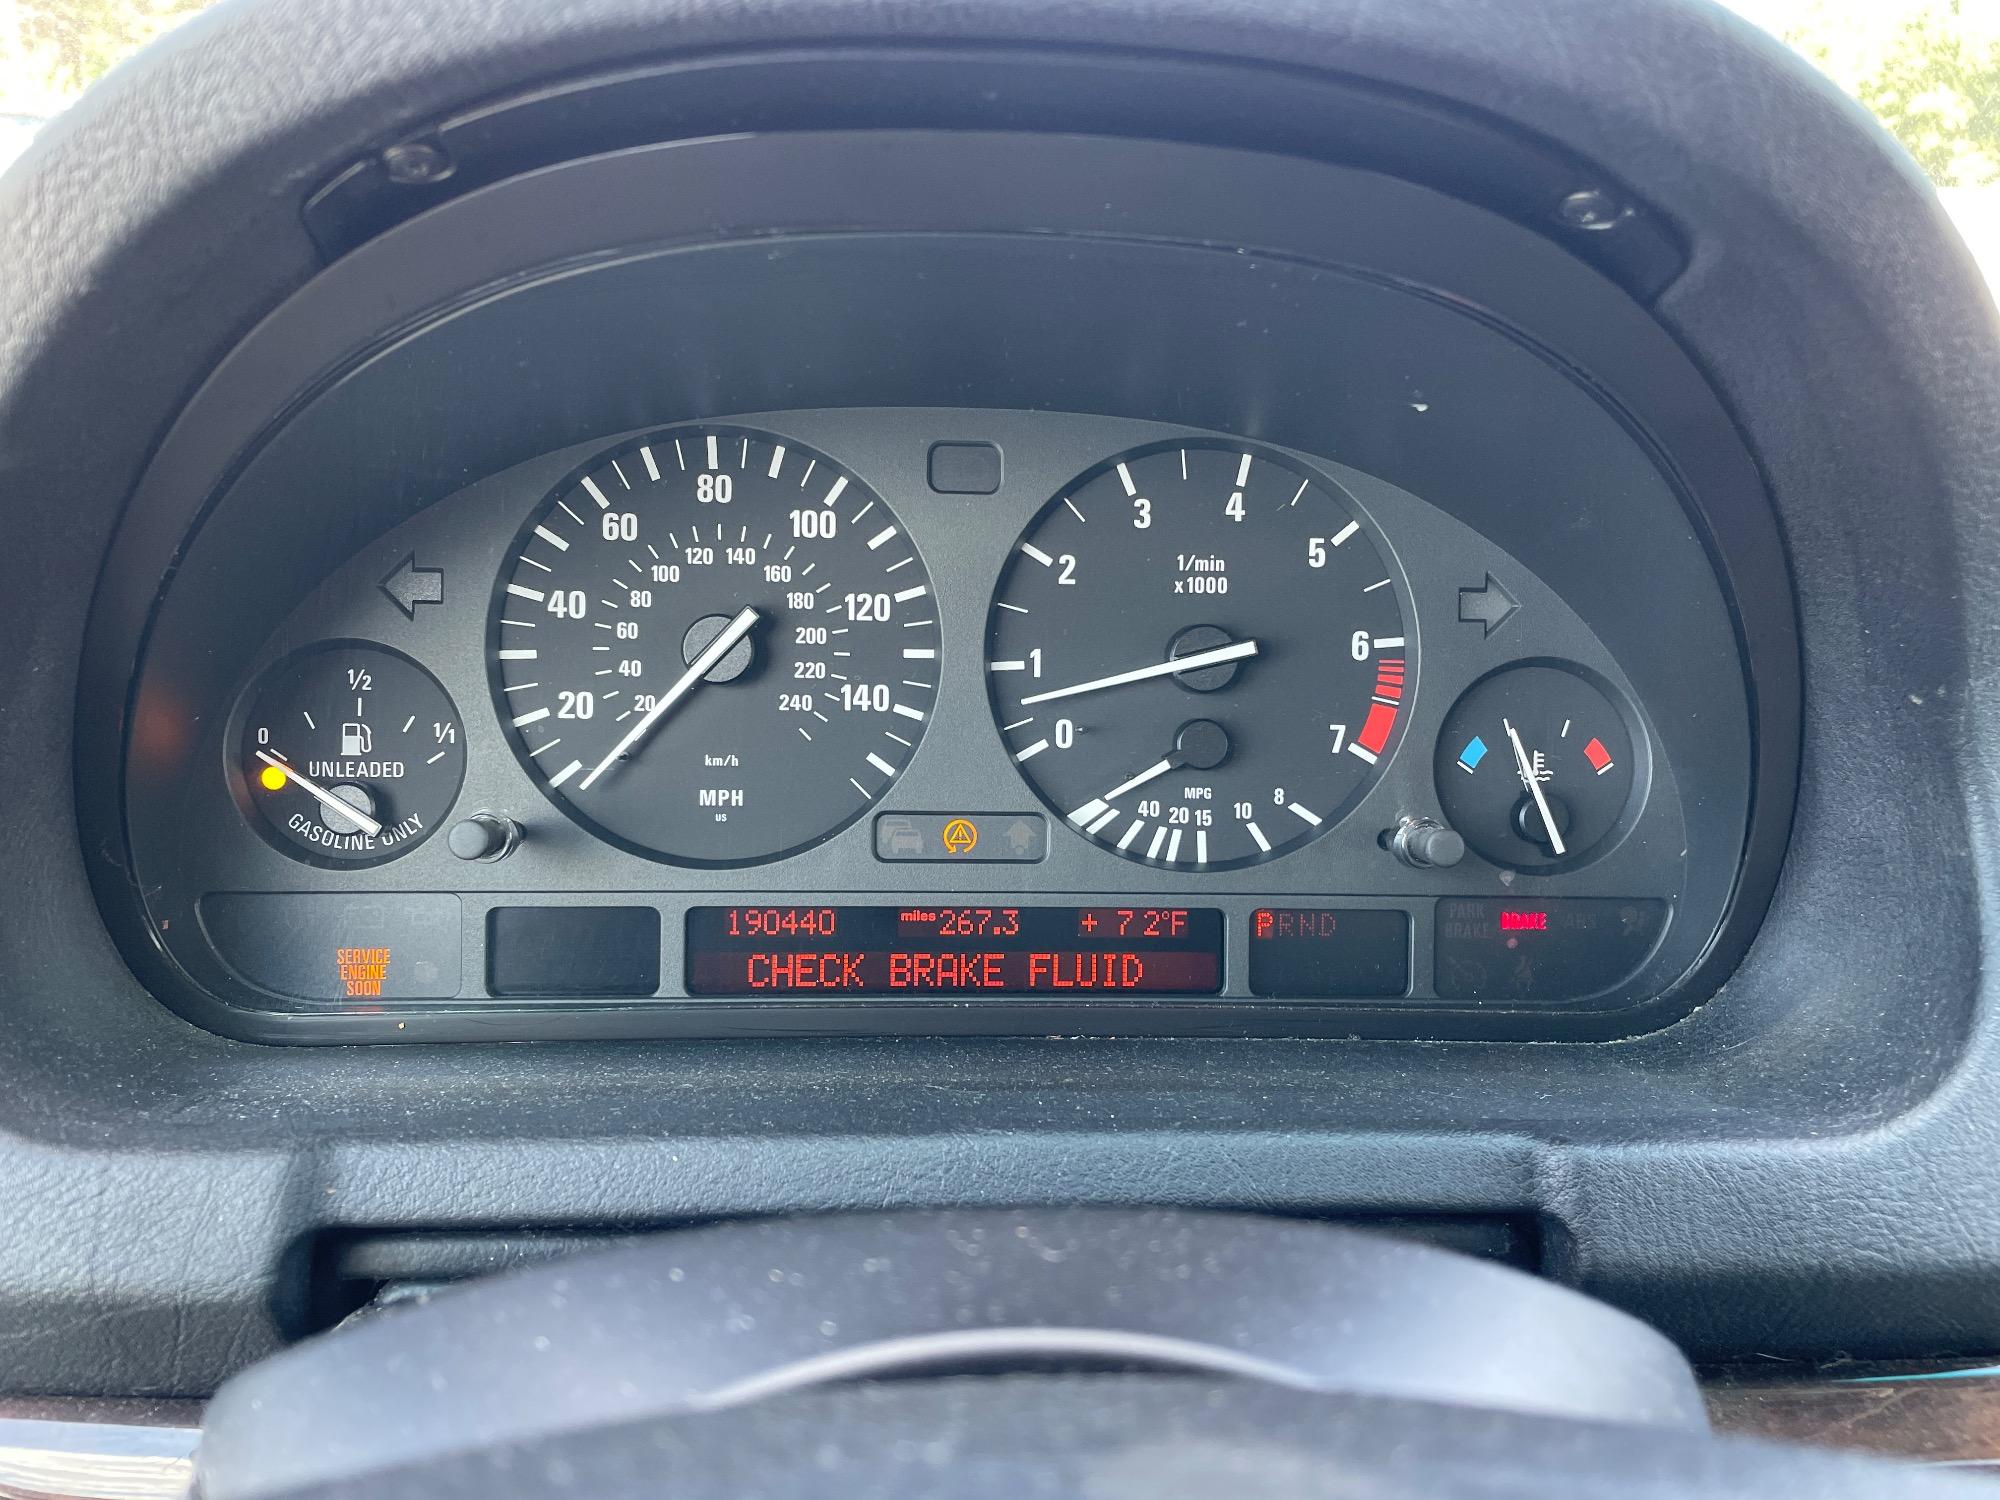 80
60
100
120 140
100
160
40
80
180
120
60
200
40
220
20
20
240
140
km/h
MPH
US
3
4
2
5
1/min
x1000
1
6
0
7
MPG
40 20 15 10 8
1/2
0
1/1
UNLEADED
GASOLINE ONLY
SERVICE
ENGINE
SOON
190440 miles 267.3 + 72°F
CHECK BRAKE FLUID
PRND
PARK
BRAKE
BRAKE
ABS